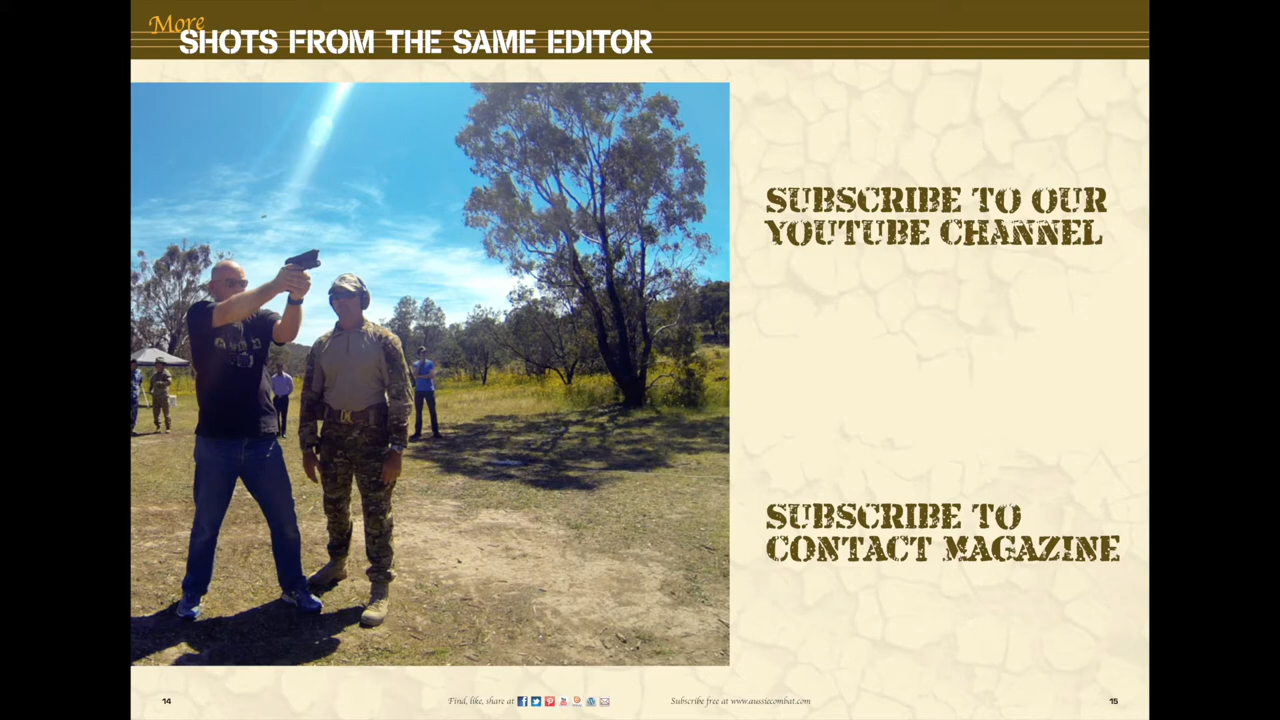 More
SHOTS FROM THE SAME EDITOR
SUBSCRIBE TO OUR
YOUTUBE CHANNEL
SUBSCRIBE TO
CONTACT MAGAZINE
14
Find, like, share at
Subscribe free at www.aussiecombat.com
15